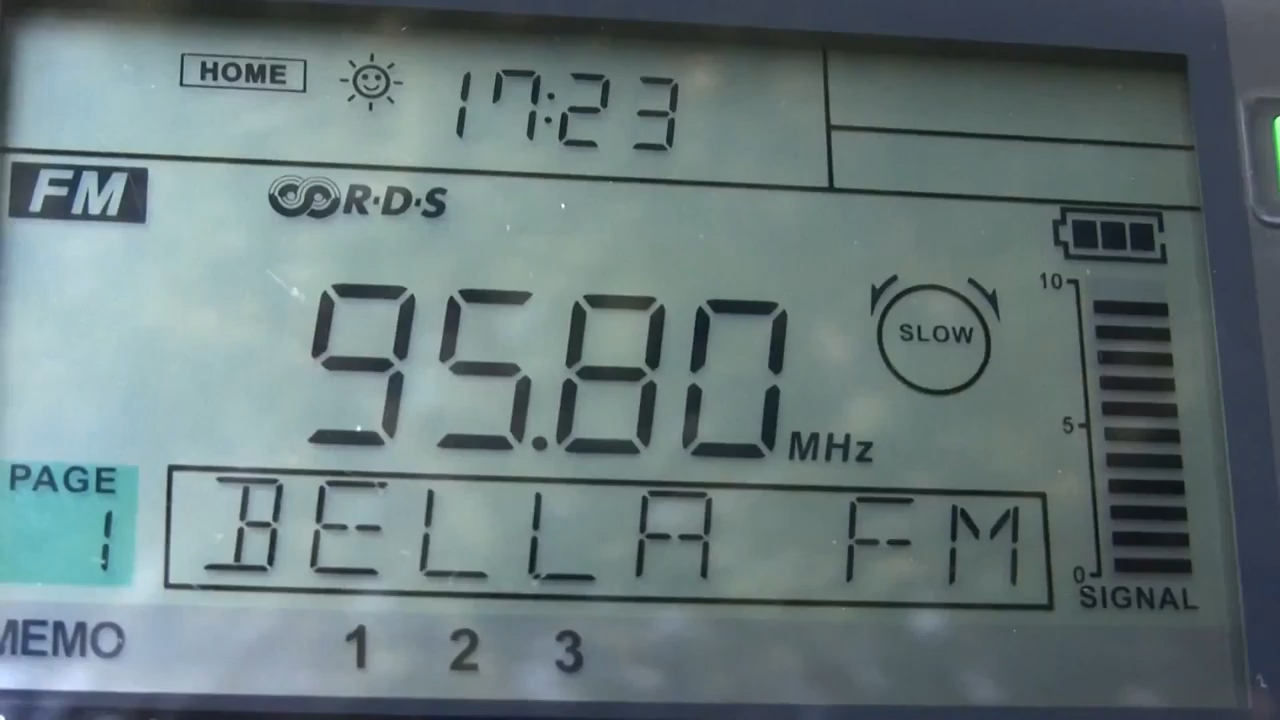 HOME 17:23
FM R·D·S
95.80 MHz
SLOW
10
5
0
SIGNAL
PAGE
1
BELLA FM
MEMO 1 2 3